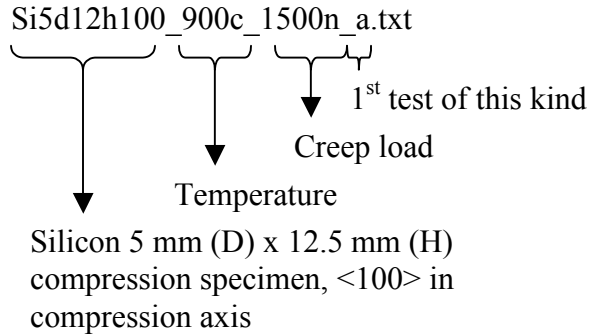 Si5d12h100_900c_1500n_a.txt
1st test of this kind
Creep load
Temperature
Silicon 5 mm (D) x 12.5 mm (H)
compression specimen, <100> in
compression axis